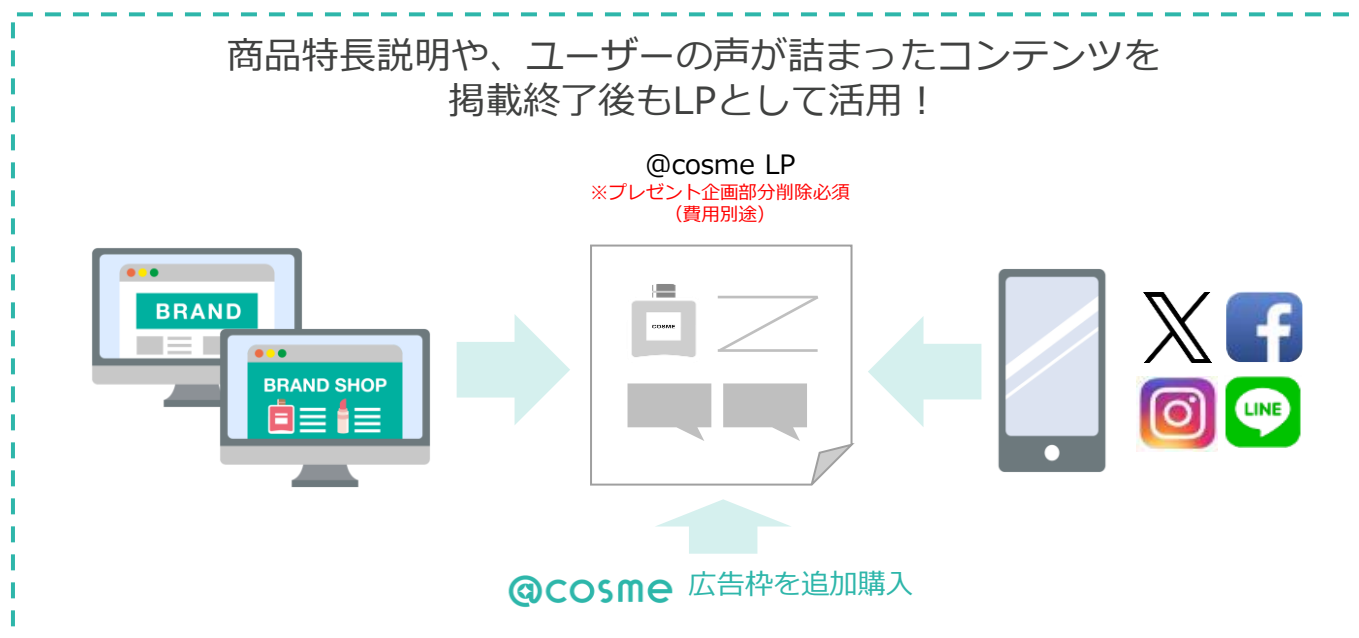 商品特長説明や、ユーザーの声が詰まったコンテンツを
掲載終了後もLPとして活用！
@cosme LP
※プレゼント企画部分削除必須
（費用別途）
BRAND
BRAND SHOP
COSME
LINE
@cosme 広告枠を追加購入